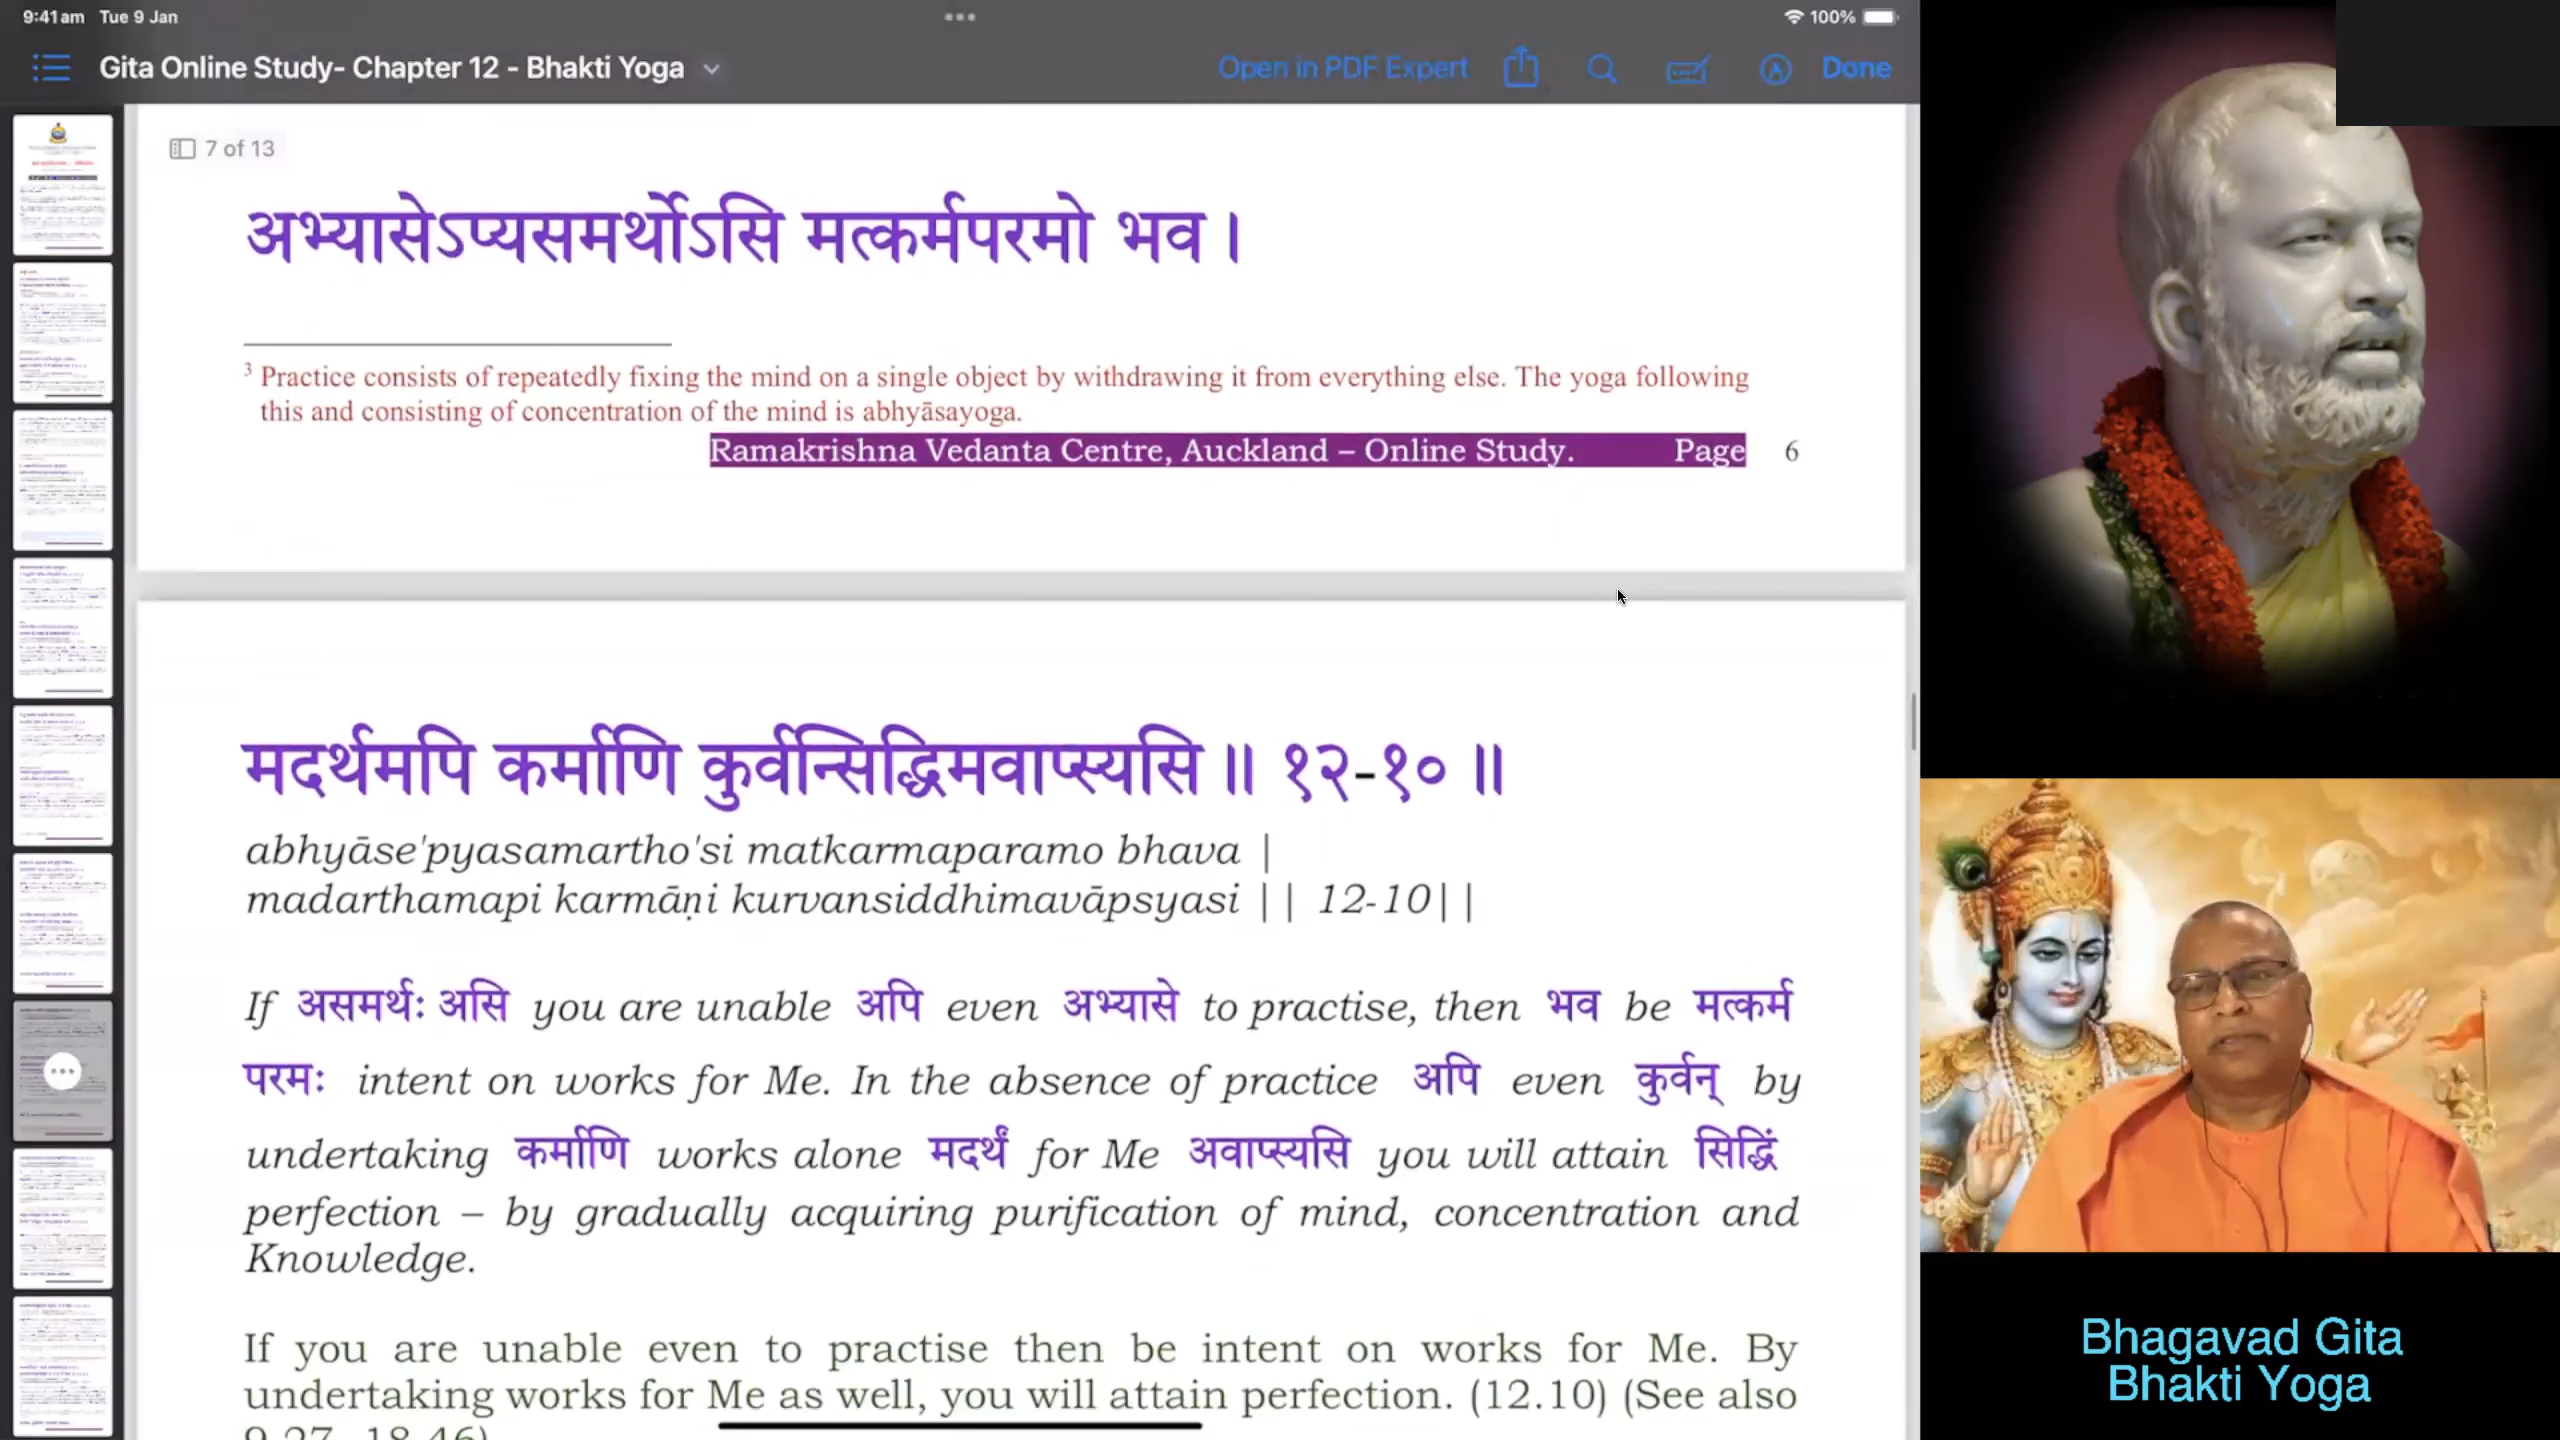 9:41am Tue 9 Jan
100%
Gita Online Study- Chapter 12 - Bhakti Yoga
Open in PDF Expert
Done
7 of 13
अभ्यासेऽप्यसमर्थोऽसि मत्कर्मपरमो भव ।
3 Practice consists of repeatedly fixing the mind on a single object by withdrawing it from everything else. The yoga following
this and consisting of concentration of the mind is abhyāsayoga.
Ramakrishna Vedanta Centre, Auckland – Online Study. Page 6
मदर्थमपि कर्माणि कुर्वन्सिद्धिमवाप्स्यसि ॥ १२-१० ॥
abhyāse'pyasamartho'si matkarmaparamo bhava |
madarthamapi karmāṇi kurvansiddhimavāpsyasi || 12-10||
If असमर्थः असि you are unable अपि even अभ्यासे to practise, then भव be मत्कर्म
परमः intent on works for Me. In the absence of practice अपि even कुर्वन् by
undertaking कर्माणि works alone मदर्थं for Me अवाप्स्यसि you will attain सिद्धिं
perfection – by gradually acquiring purification of mind, concentration and
Knowledge.
If you are unable even to practise then be intent on works for Me. By
undertaking works for Me as well, you will attain perfection. (12.10) (See also
9.27, 18.46)
Bhagavad Gita
Bhakti Yoga